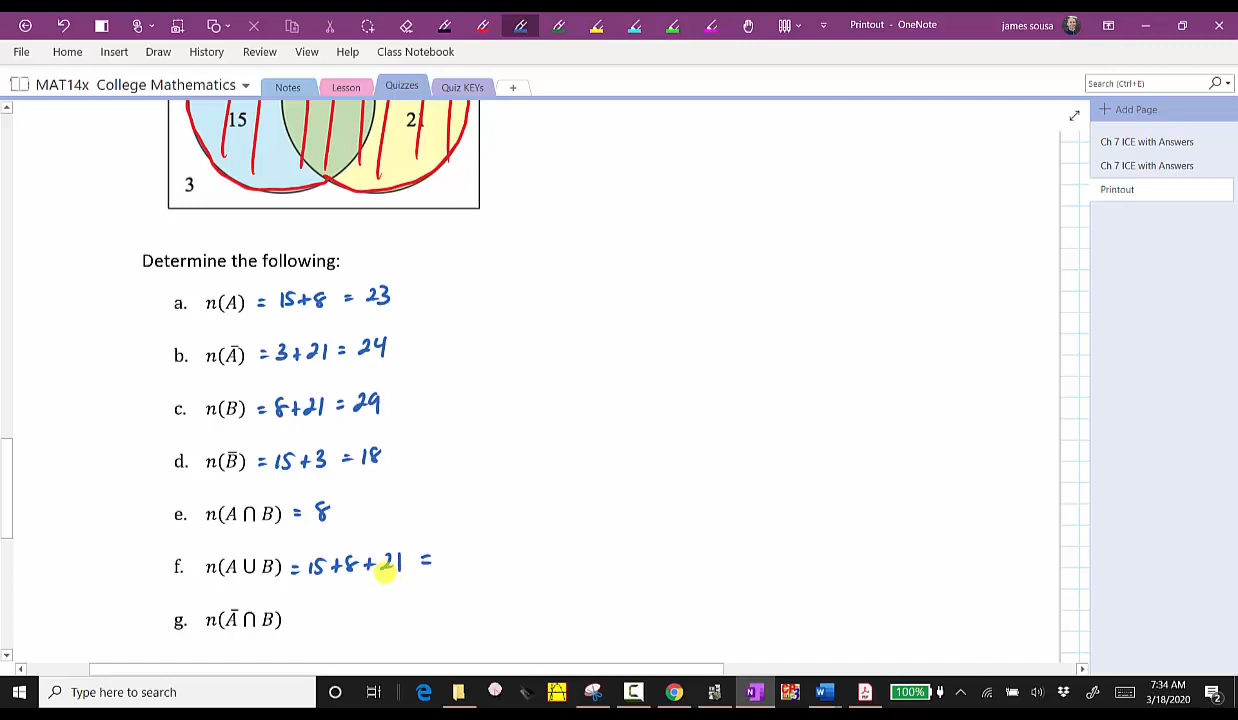 Printout - OneNote
james sousa
File Home Insert Draw History Review View Help Class Notebook
MAT14x College Mathematics
Notes Lesson Quizzes Quiz KEYs +
Search (Ctrl+E)
+ Add Page
Ch 7 ICE with Answers
Ch 7 ICE with Answers
Printout
15 21
3
Determine the following:
a. n(A) = 15+8 = 23
b. n(Ā) = 3+21 = 24
c. n(B) = 8+21 = 29
d. n(B̄) = 15+3 = 18
e. n(A ⋂ B) = 8
f. n(A ∪ B) = 15+8+21 =
g. n(Ā ⋂ B)
Type here to search
100%
7:34 AM
3/18/2020
2